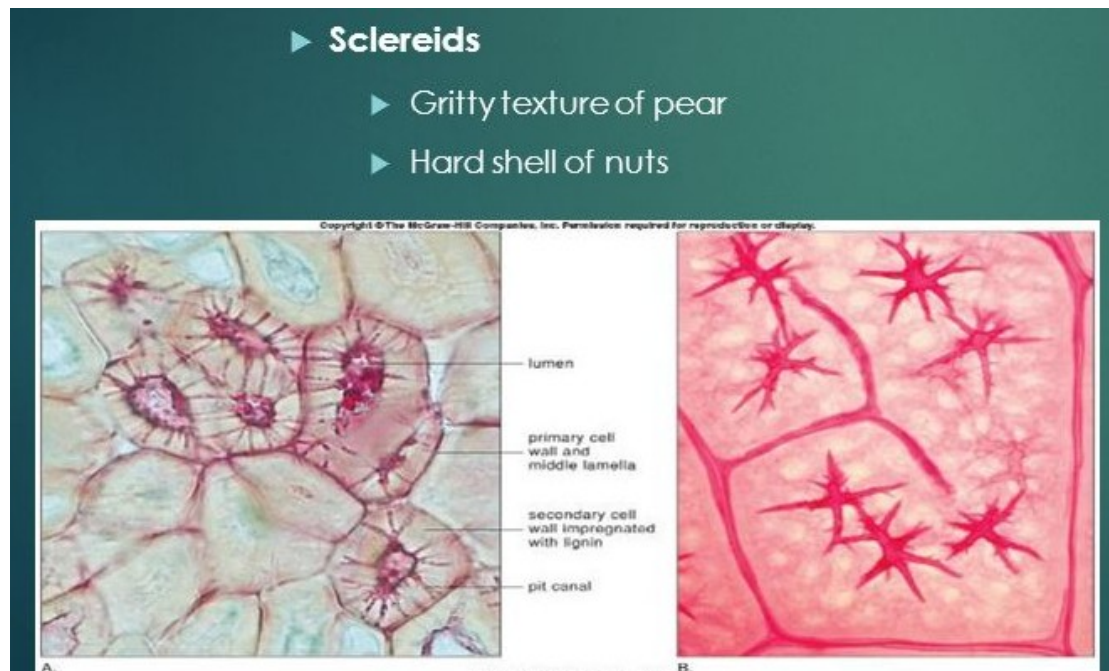 Sclereids
Gritty texture of pear
Hard shell of nuts
Copyright © The McGraw-Hill Companies, Inc. Permission required for reproduction or display.
lumen
primary cell
wall and
middle lamella
secondary cell
wall impregnated
with lignin
pit canal
A.
B.